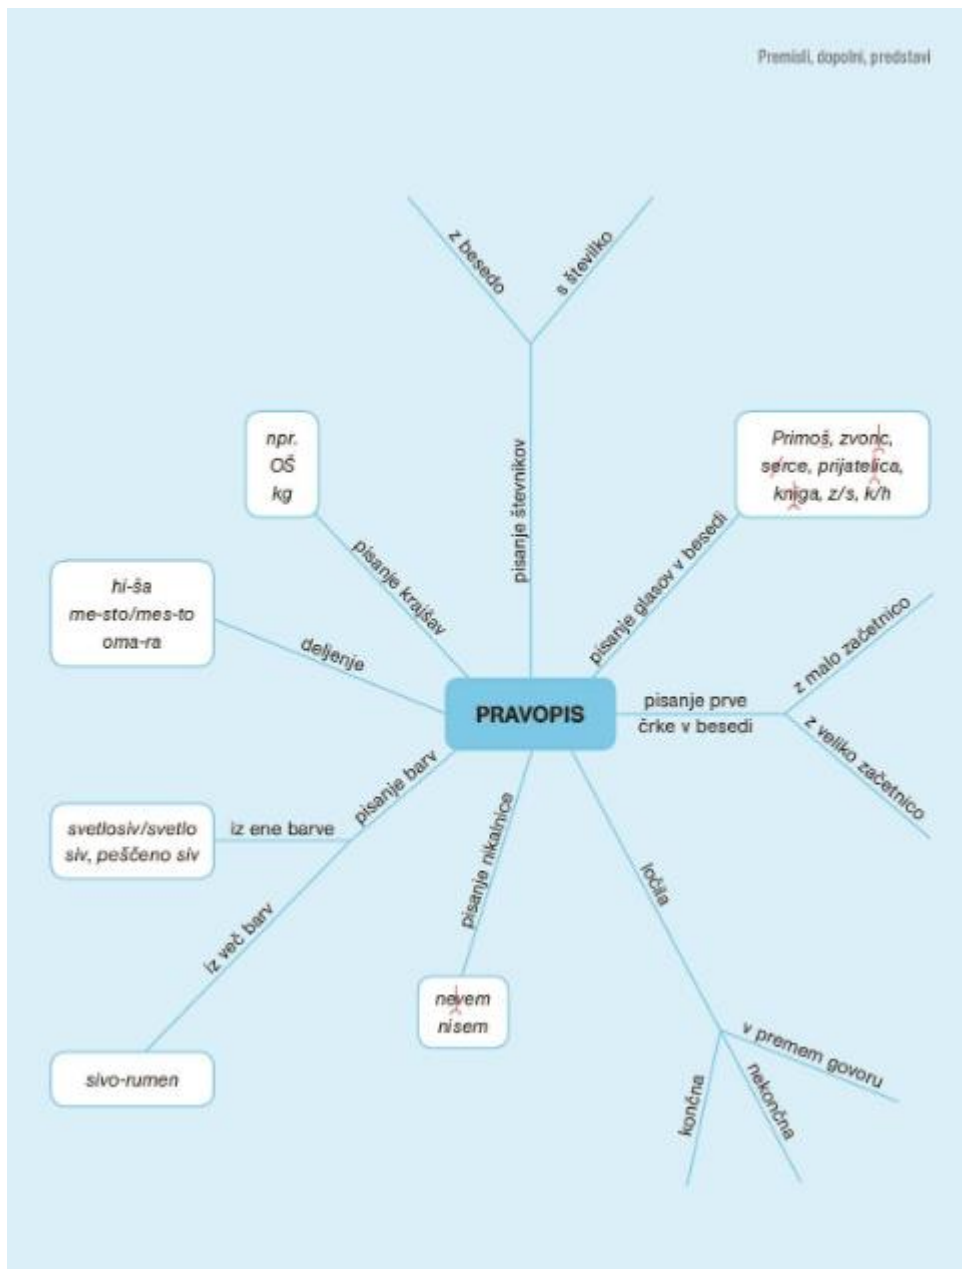 Premisli, dopolni, predstavi
z besedo
s številko
pisanje števnikov
npr.
OŠ
kg
pisanje krajšav
Primoš, zvonc,
serce, prijatelica,
kniga, z/s, k/h
pisanje glasov v besedi
hi-ša
me-sto/mes-to
oma-ra
deljenje
z malo začetnico
PRAVOPIS
pisanje prve
črke v besedi
z veliko začetnico
pisanje barv
svetlosiv/svetlo
siv, peščeno siv
iz ene barve
iz več barv
sivo-rumen
pisanje nikalnice
nevem
nisem
ločila
v premem govoru
končna
nekončna